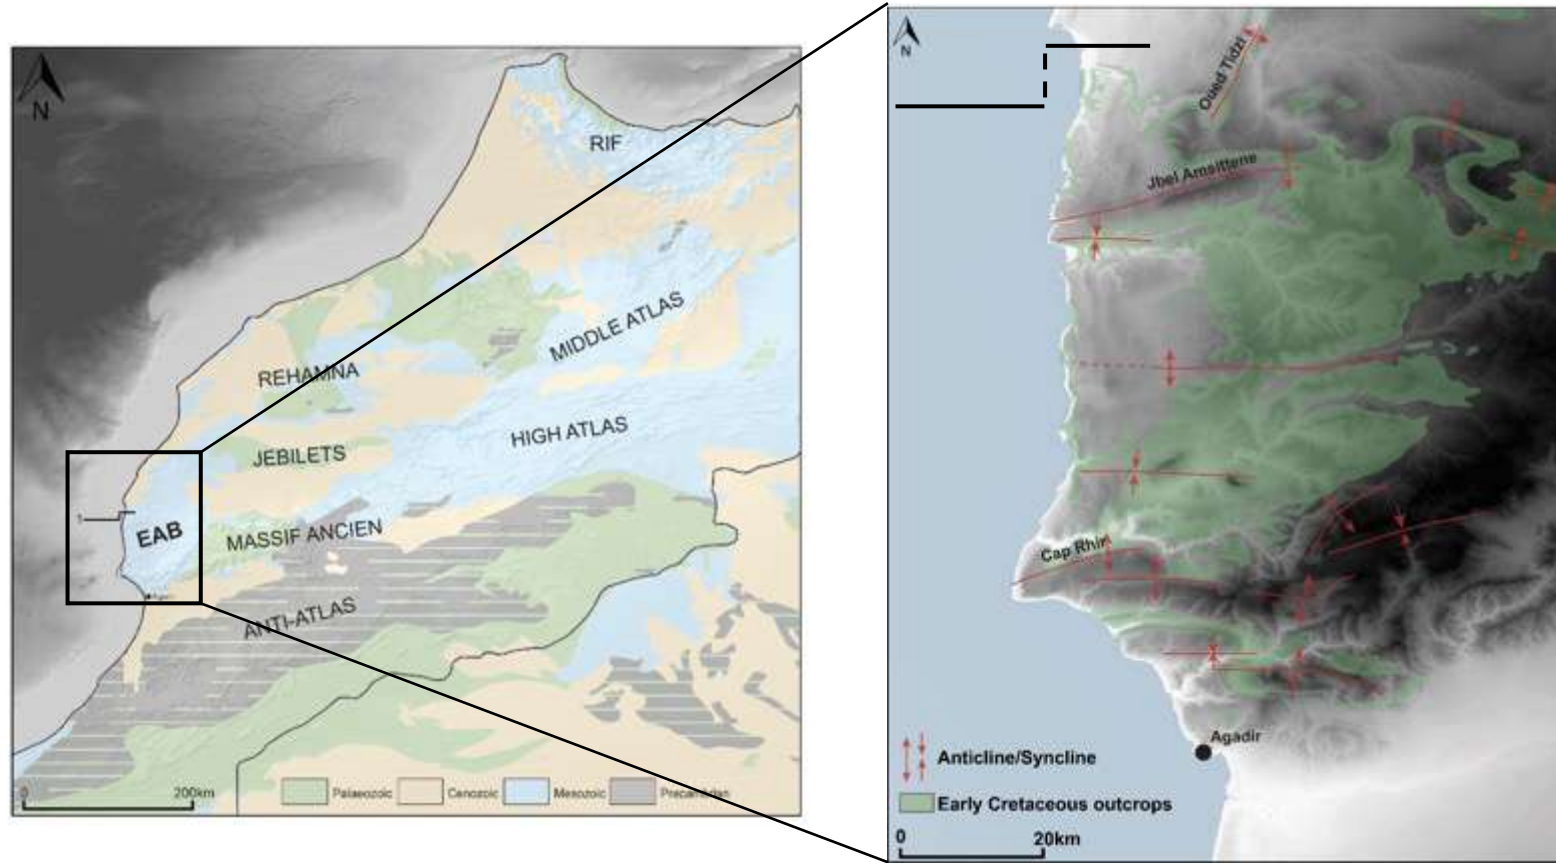 N
RIF
MIDDLE ATLAS
REHAMNA
HIGH ATLAS
JEBILETS
EAB
MASSIF ANCIEN
ANTI-ATLAS
0
200km
Palaeozoic
Cenozoic
Mesozoic
Precambrian
N
Oued Tidzi
Jbel Amsittene
Cap Rhir
Agadir
Anticline/Syncline
Early Cretaceous outcrops
0
20km